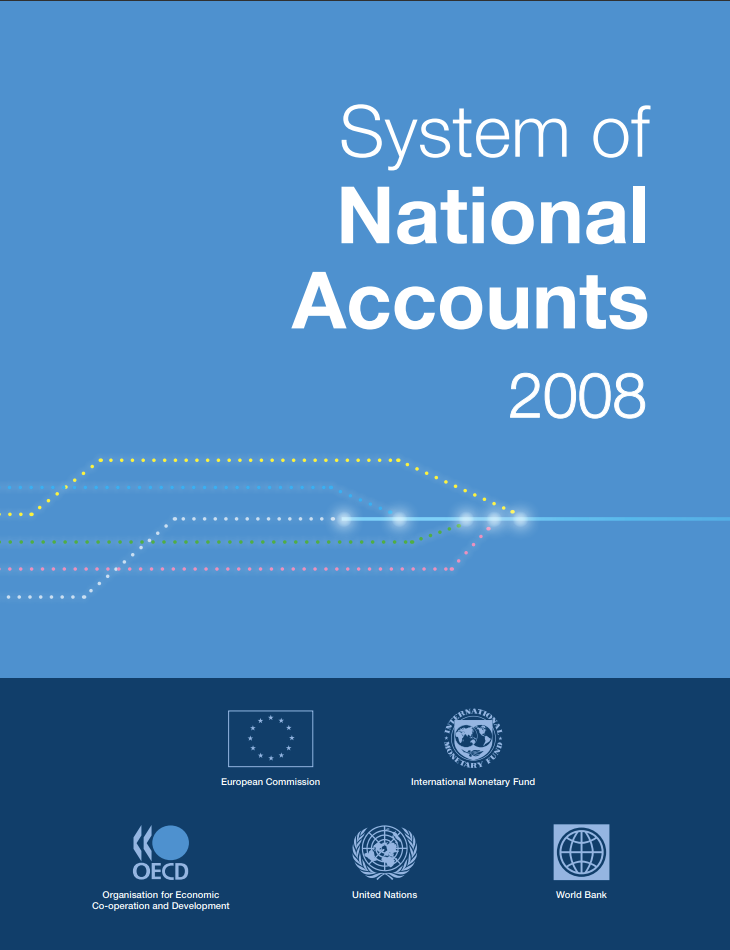 System of
National
Accounts
2008
European Commission
INTERNATIONAL MONETARY FUND
International Monetary Fund
OECD
Organisation for Economic
Co-operation and Development
United Nations
World Bank